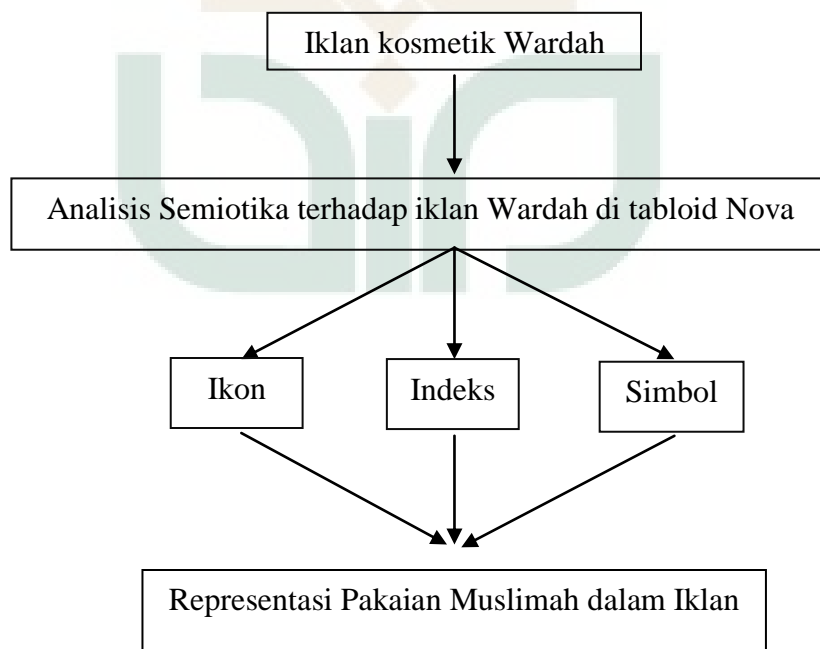 Iklan kosmetik Wardah
Analisis Semiotika terhadap iklan Wardah di tabloid Nova
Ikon
Indeks
Simbol
Representasi Pakaian Muslimah dalam Iklan